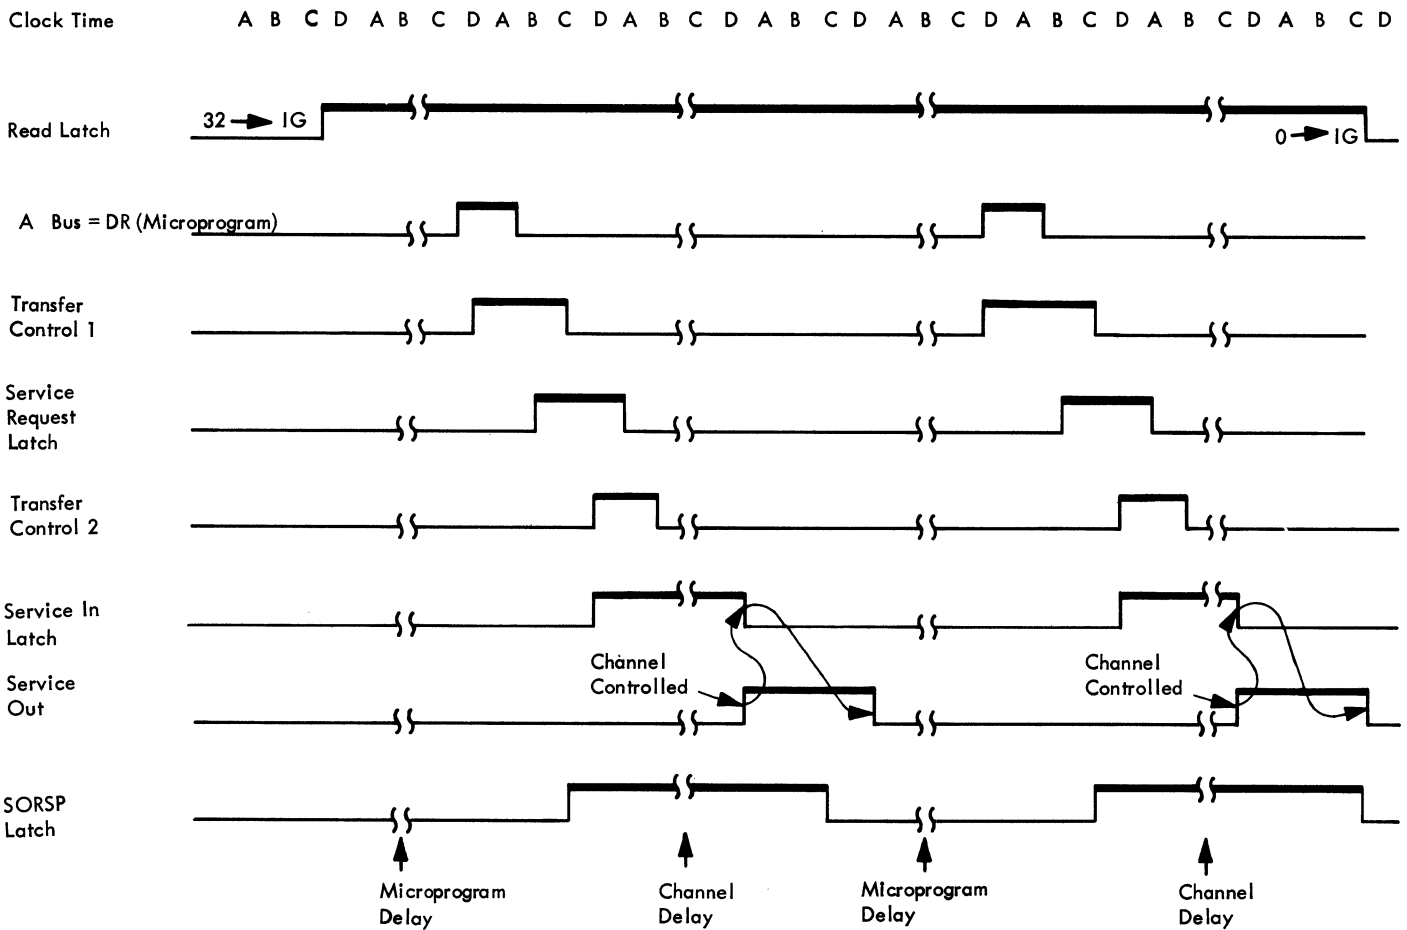 Clock Time A B C D A B C D A B C D A B C D A B C D A B C D A B C D A B C D A B C D
Read Latch
32 → IG
0 → IG
A Bus = DR (Microprogram)
Transfer
Control 1
Service
Request
Latch
Transfer
Control 2
Service In
Latch
Channel
Controlled
Channel
Controlled
Service
Out
SORSP
Latch
Microprogram
Delay
Channel
Delay
Microprogram
Delay
Channel
Delay